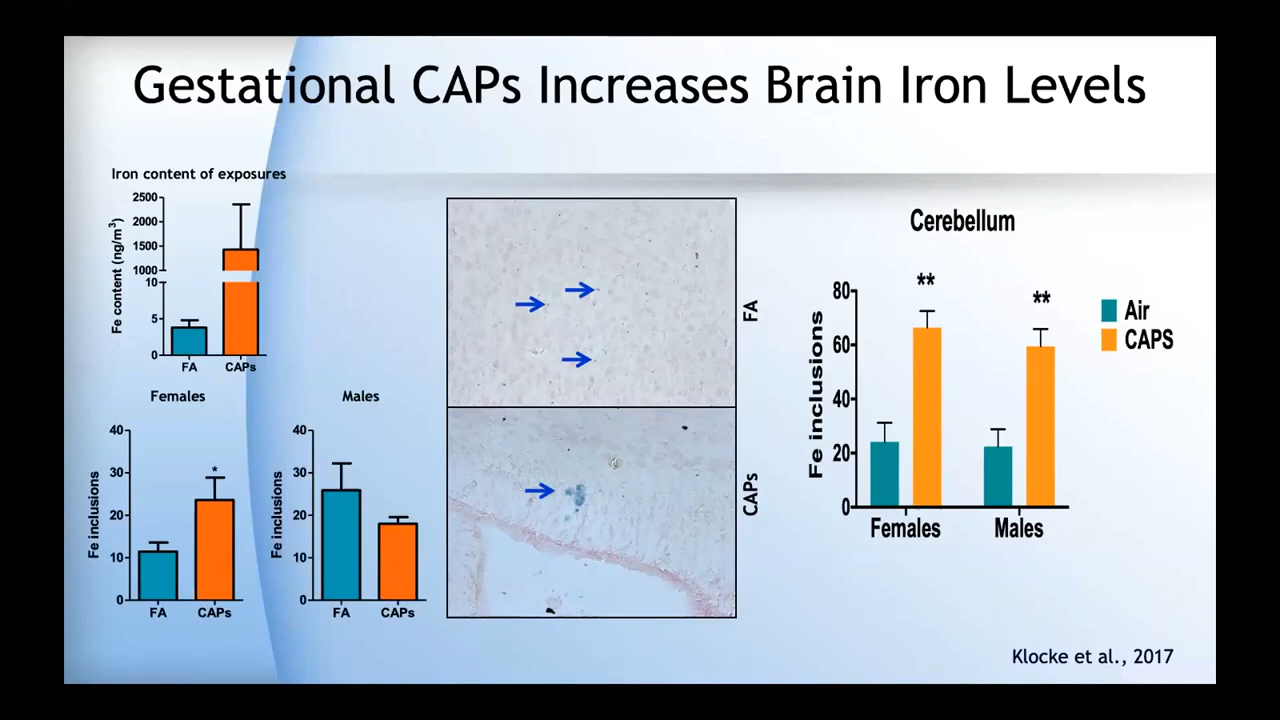 Gestational CAPs Increases Brain Iron Levels
Iron content of exposures
Fe content (ng/m³)
2500
2000
1500
1000
10
5
0
FA
CAPs
Females
Fe inclusions
40
30
20
10
0
*
FA
CAPs
Males
Fe inclusions
40
30
20
10
0
FA
CAPs
FA
CAPs
Cerebellum
Fe inclusions
80
60
40
20
0
**
**
Females
Males
Air
CAPS
Klocke et al., 2017